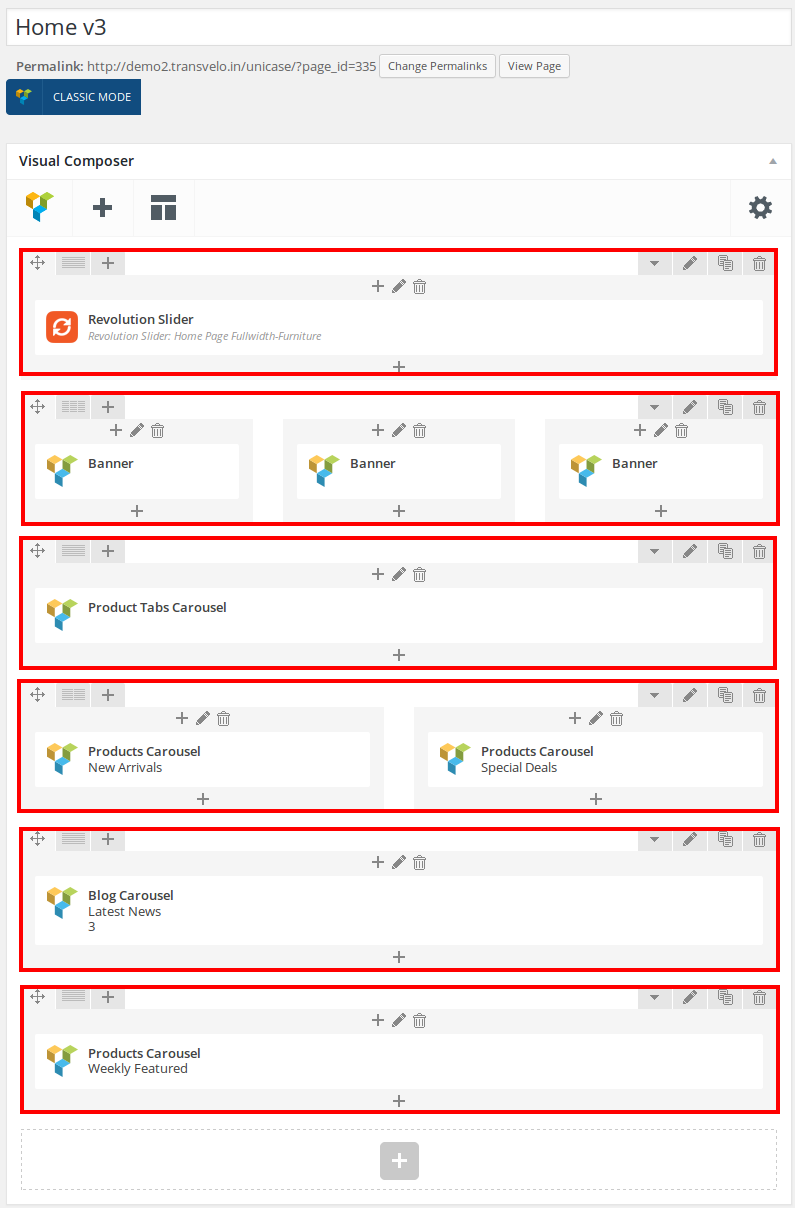 Home v3
Permalink: http://demo2.transvelo.in/unicase/?page_id=335 Change Permalinks View Page
CLASSIC MODE
Visual Composer
Revolution Slider
Revolution Slider: Home Page Fullwidth-Furniture
Banner Banner Banner
Product Tabs Carousel
Products Carousel Products Carousel
New Arrivals Special Deals
Blog Carousel
Latest News
3
Products Carousel
Weekly Featured